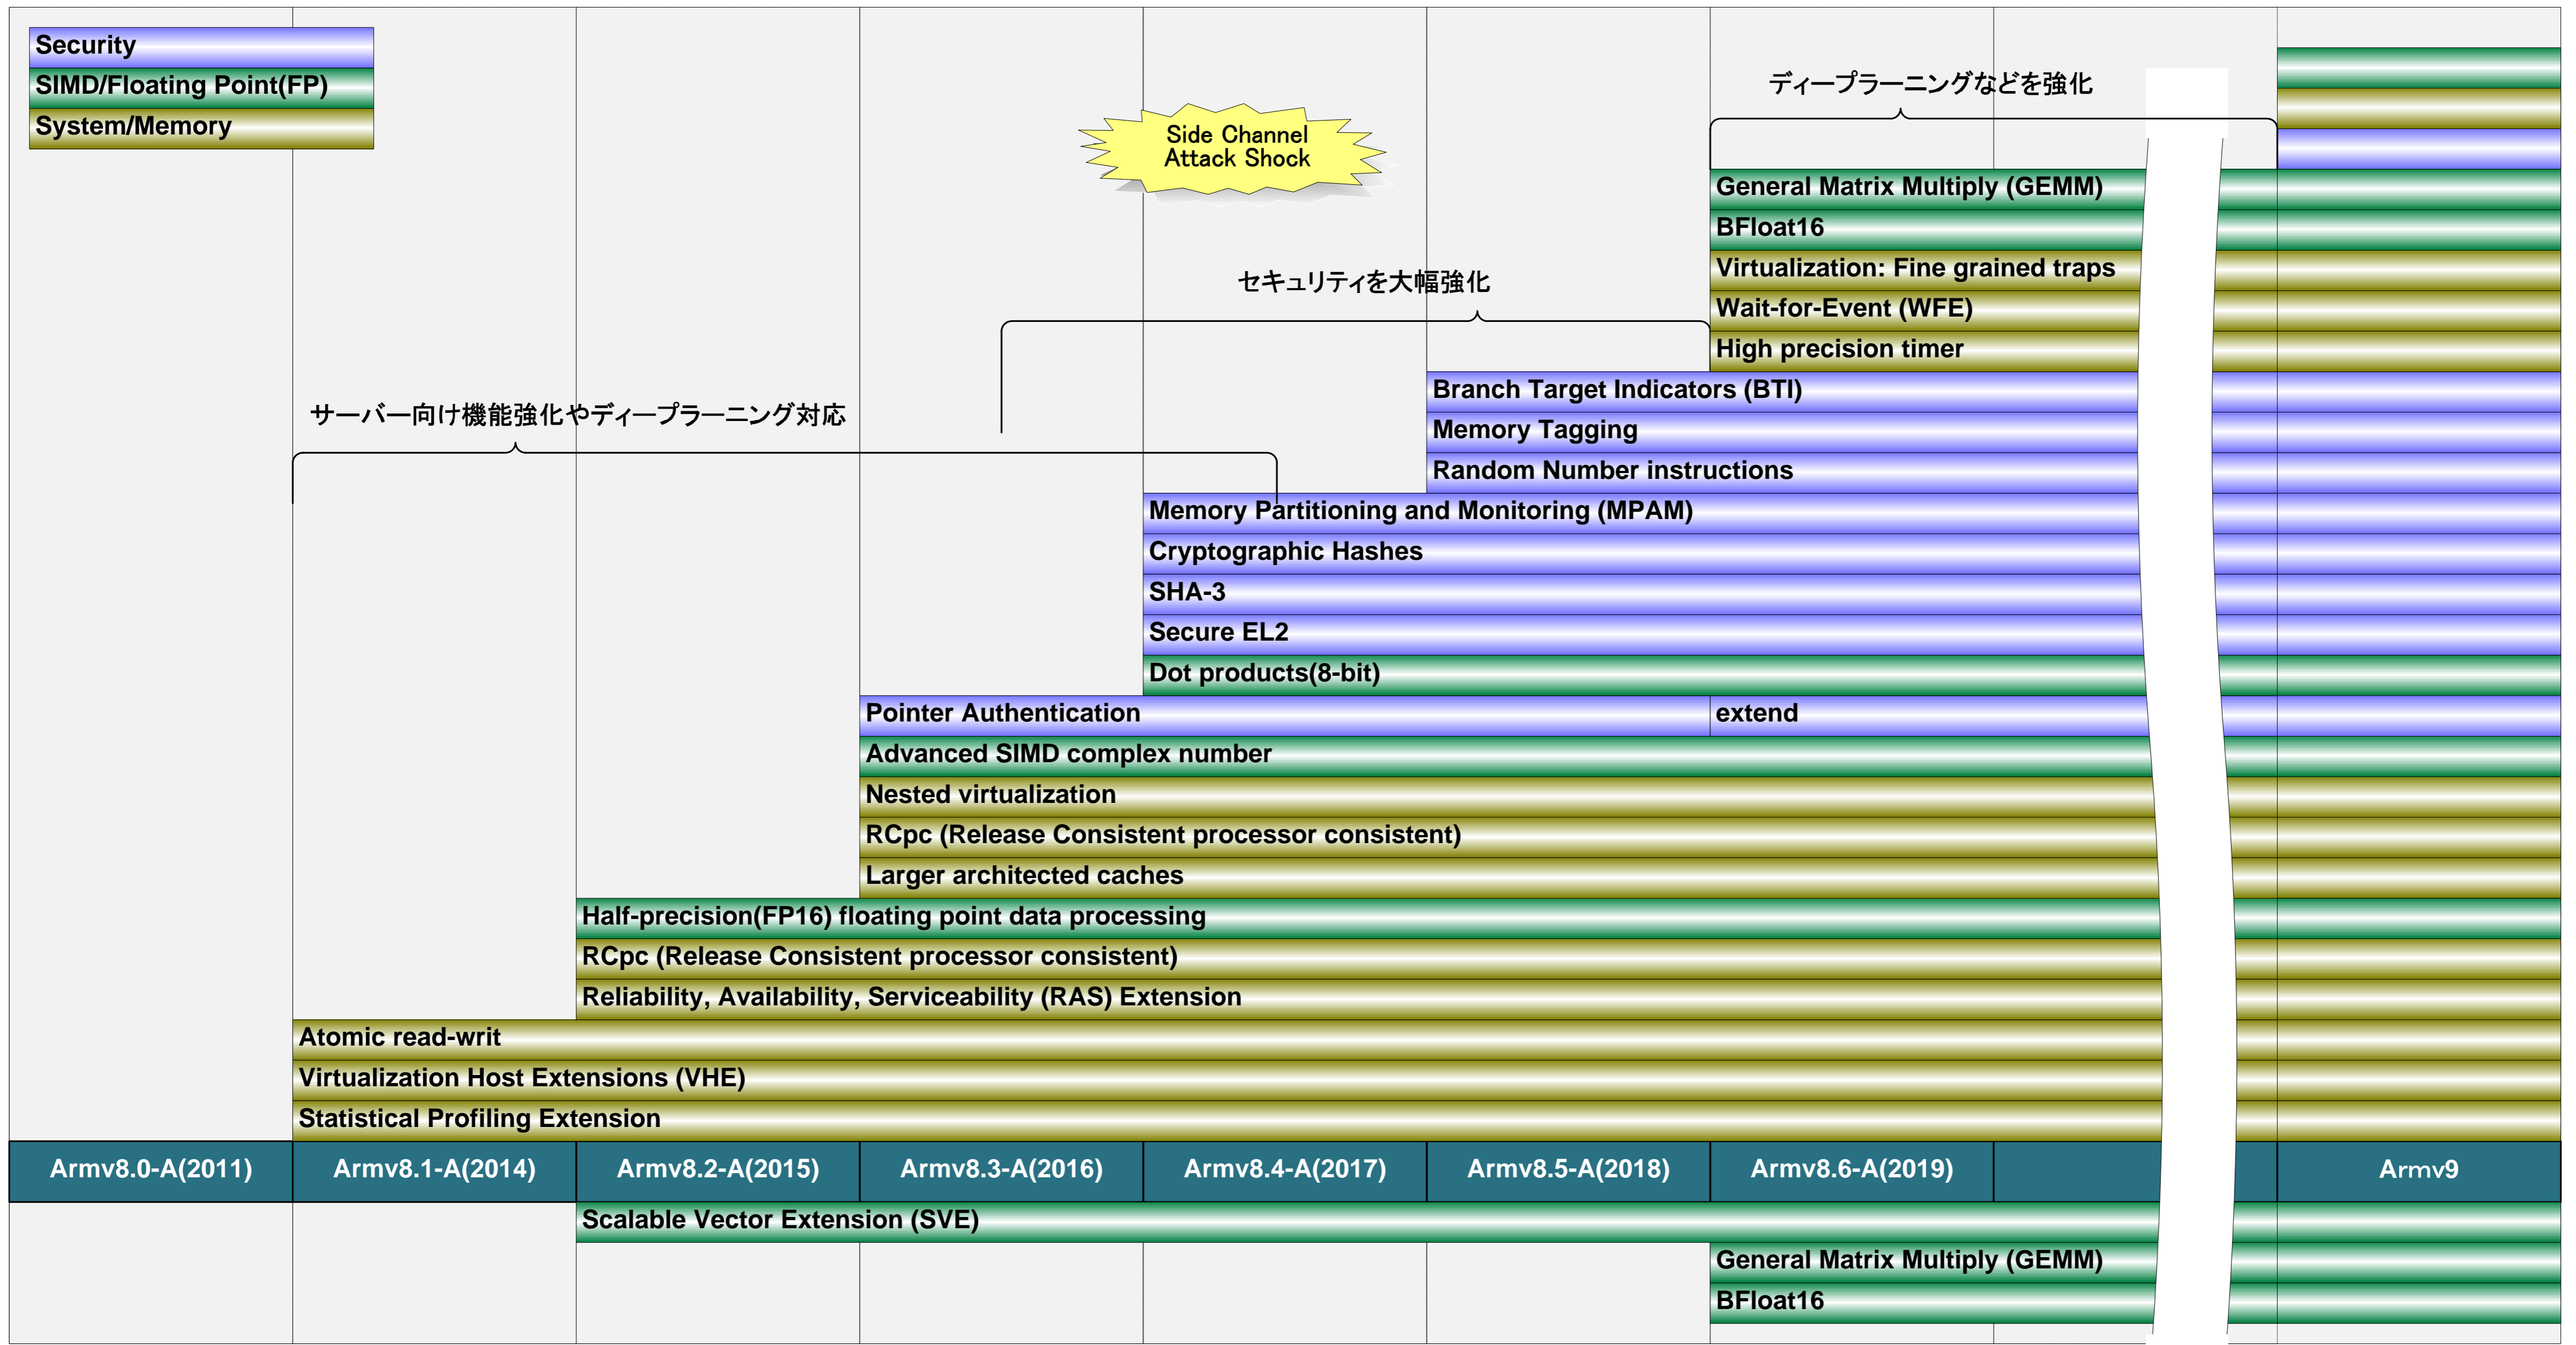 Security
SIMD/Floating Point(FP)
System/Memory
Side Channel
Attack Shock
ディープラーニングなどを強化
General Matrix Multiply (GEMM)
BFloat16
Virtualization: Fine grained traps
Wait-for-Event (WFE)
High precision timer
セキュリティを大幅強化
Branch Target Indicators (BTI)
Memory Tagging
Random Number instructions
サーバー向け機能強化やディープラーニング対応
Memory Partitioning and Monitoring (MPAM)
Cryptographic Hashes
SHA-3
Secure EL2
Dot products(8-bit)
Pointer Authentication
extend
Advanced SIMD complex number
Nested virtualization
RCpc (Release Consistent processor consistent)
Larger architected caches
Half-precision(FP16) floating point data processing
RCpc (Release Consistent processor consistent)
Reliability, Availability, Serviceability (RAS) Extension
Atomic read-writ
Virtualization Host Extensions (VHE)
Statistical Profiling Extension
Armv8.0-A(2011)
Armv8.1-A(2014)
Armv8.2-A(2015)
Armv8.3-A(2016)
Armv8.4-A(2017)
Armv8.5-A(2018)
Armv8.6-A(2019)
Armv9
Scalable Vector Extension (SVE)
General Matrix Multiply (GEMM)
BFloat16